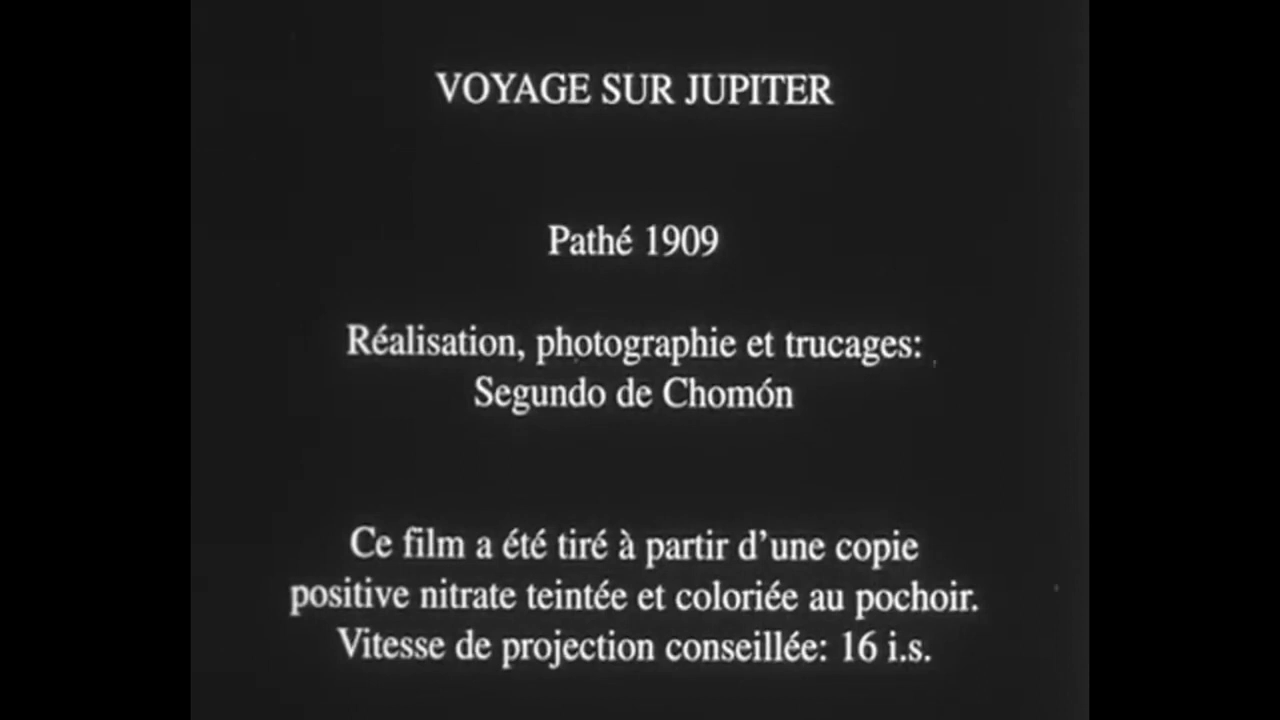 VOYAGE SUR JUPITER
Pathé 1909
Réalisation, photographie et trucages:
Segundo de Chomón
Ce film a été tiré à partir d’une copie
positive nitrate teintée et coloriée au pochoir.
Vitesse de projection conseillée: 16 i.s.